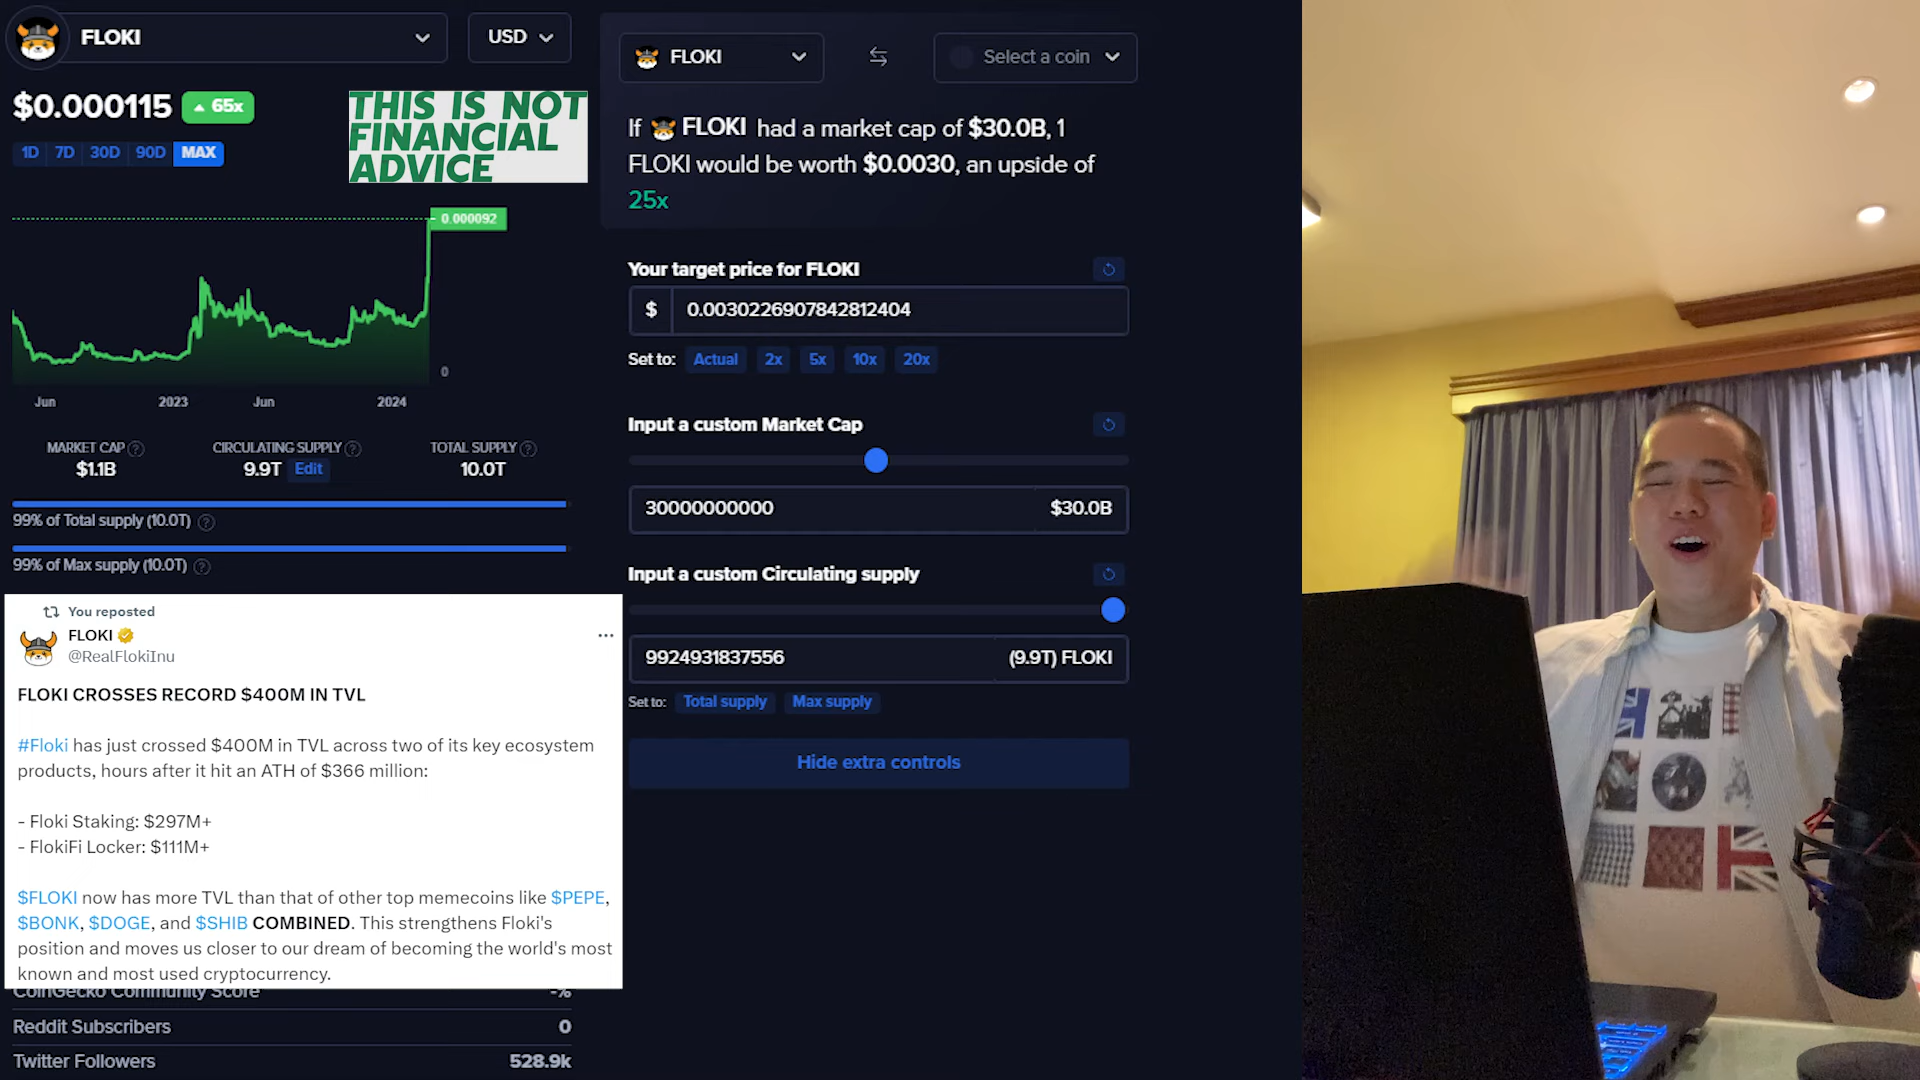 FLOKI
USD
$0.000115
65x
1D 7D 30D 90D MAX
THIS IS NOT
FINANCIAL
ADVICE
0.000092
0
Jun 2023 Jun 2024
MARKET CAP CIRCULATING SUPPLY TOTAL SUPPLY
$1.1B 9.9T Edit 10.0T
99% of Total supply (10.0T)
99% of Max supply (10.0T)
You reposted
FLOKI
@RealFlokiInu
FLOKI CROSSES RECORD $400M IN TVL
#Floki has just crossed $400M in TVL across two of its key ecosystem
products, hours after it hit an ATH of $366 million:
- Floki Staking: $297M+
- FlokiFi Locker: $111M+
$FLOKI now has more TVL than that of other top memecoins like $PEPE,
$BONK, $DOGE, and $SHIB COMBINED. This strengthens Floki's
position and moves us closer to our dream of becoming the world's most
known and most used cryptocurrency.
CoinGecko Community Score -%
Reddit Subscribers 0
Twitter Followers 528.9k
FLOKI
Select a coin
If FLOKI had a market cap of $30.0B, 1
FLOKI would be worth $0.0030, an upside of
25x
Your target price for FLOKI
$ 0.0030226907842812404
Set to: Actual 2x 5x 10x 20x
Input a custom Market Cap
30000000000 $30.0B
Input a custom Circulating supply
9924931837556 (9.9T) FLOKI
Set to: Total supply Max supply
Hide extra controls